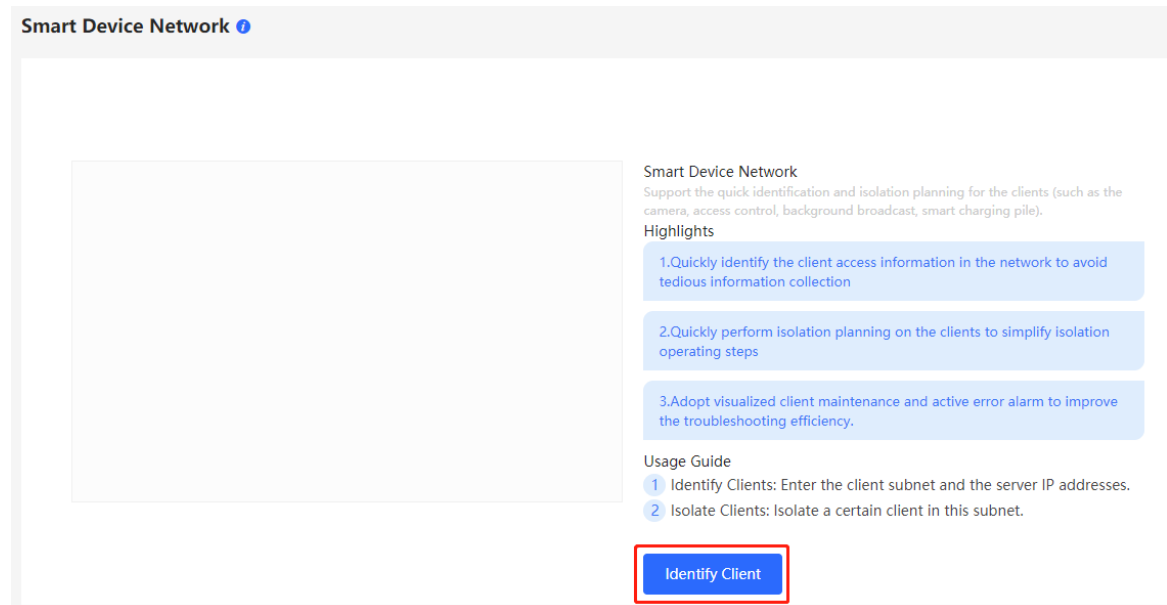 Smart Device Network i
Smart Device Network
Support the quick identification and isolation planning for the clients (such as the
camera, access control, background broadcast, smart charging pile).
Highlights
1.Quickly identify the client access information in the network to avoid
tedious information collection
2.Quickly perform isolation planning on the clients to simplify isolation
operating steps
3.Adopt visualized client maintenance and active error alarm to improve
the troubleshooting efficiency.
Usage Guide
1 Identify Clients: Enter the client subnet and the server IP addresses.
2 Isolate Clients: Isolate a certain client in this subnet.
Identify Client